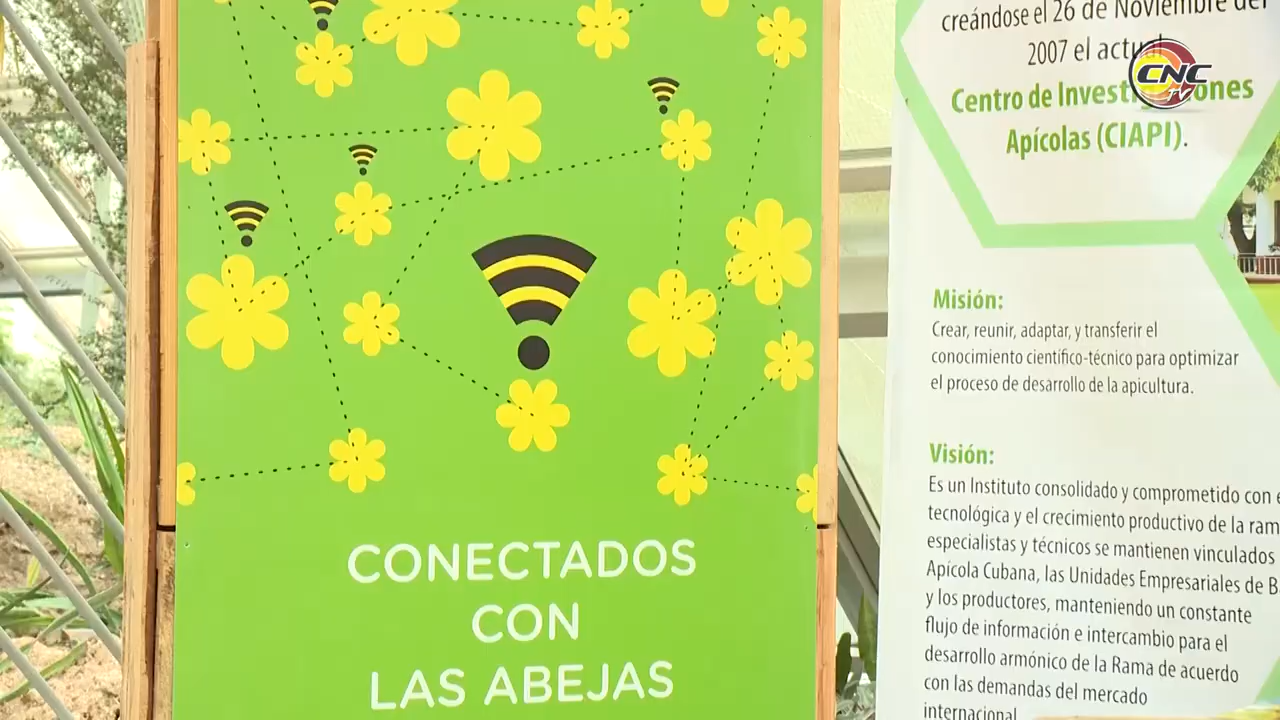 CONECTADOS
CON
LAS ABEJAS
creándose el 26 de Noviembre del
2007 el actual
Centro de Investigaciones
Apícolas (CIAPI).
Misión:
Crear, reunir, adaptar, y transferir el
conocimiento científico-técnico para optimizar
el proceso de desarrollo de la apicultura.
Visión:
Es un Instituto consolidado y comprometido con
tecnológica y el crecimiento productivo de la
especialistas y técnicos se mantienen vinculados
Apícola Cubana, las Unidades Empresariales de
y los productores, manteniendo un constante
flujo de información e intercambio para el
desarrollo armónico de la Rama de acuerdo
con las demandas del mercado
internacional
CNC TV